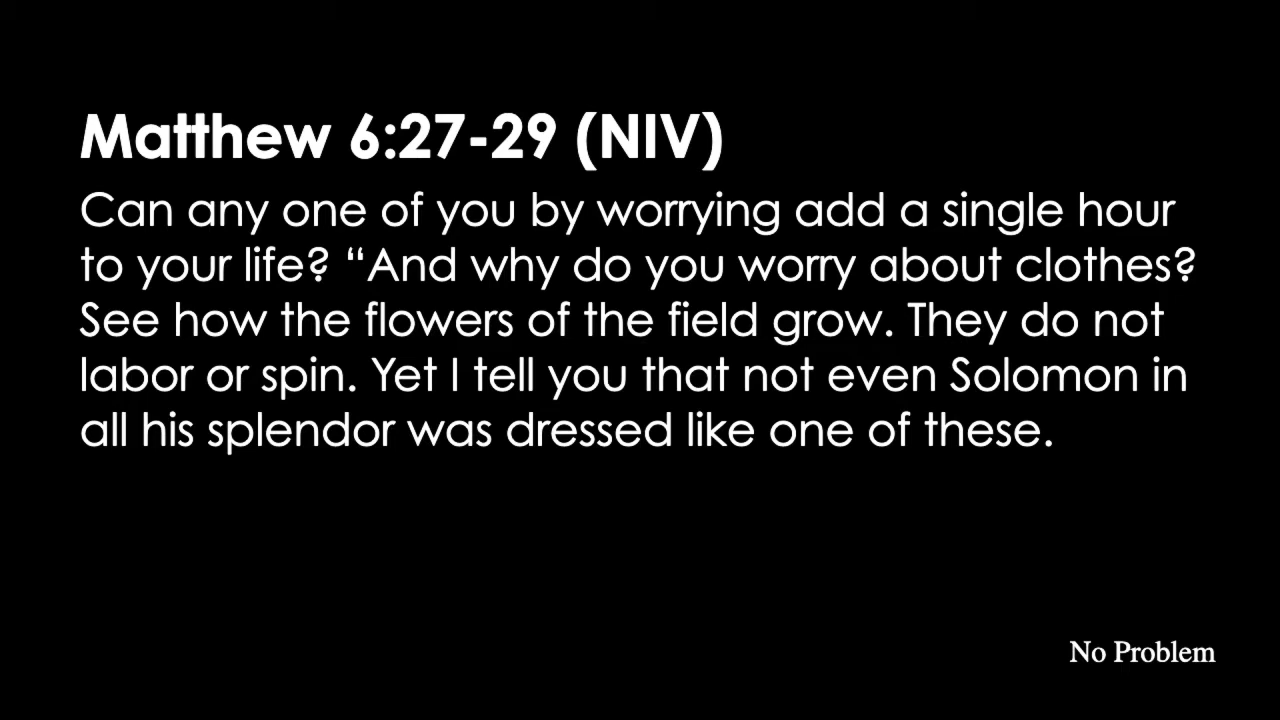 Matthew 6:27-29 (NIV)
Can any one of you by worrying add a single hour
to your life? “And why do you worry about clothes?
See how the flowers of the field grow. They do not
labor or spin. Yet I tell you that not even Solomon in
all his splendor was dressed like one of these.
No Problem